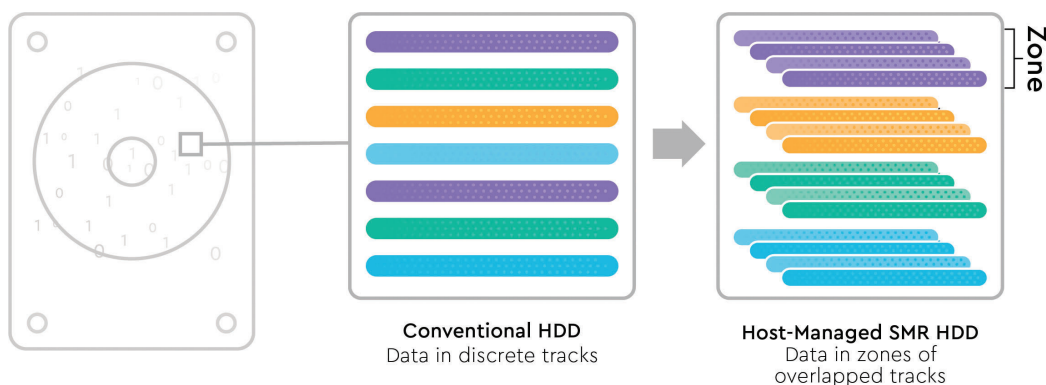 Zone
Conventional HDD
Data in discrete tracks
Host-Managed SMR HDD
Data in zones of
overlapped tracks